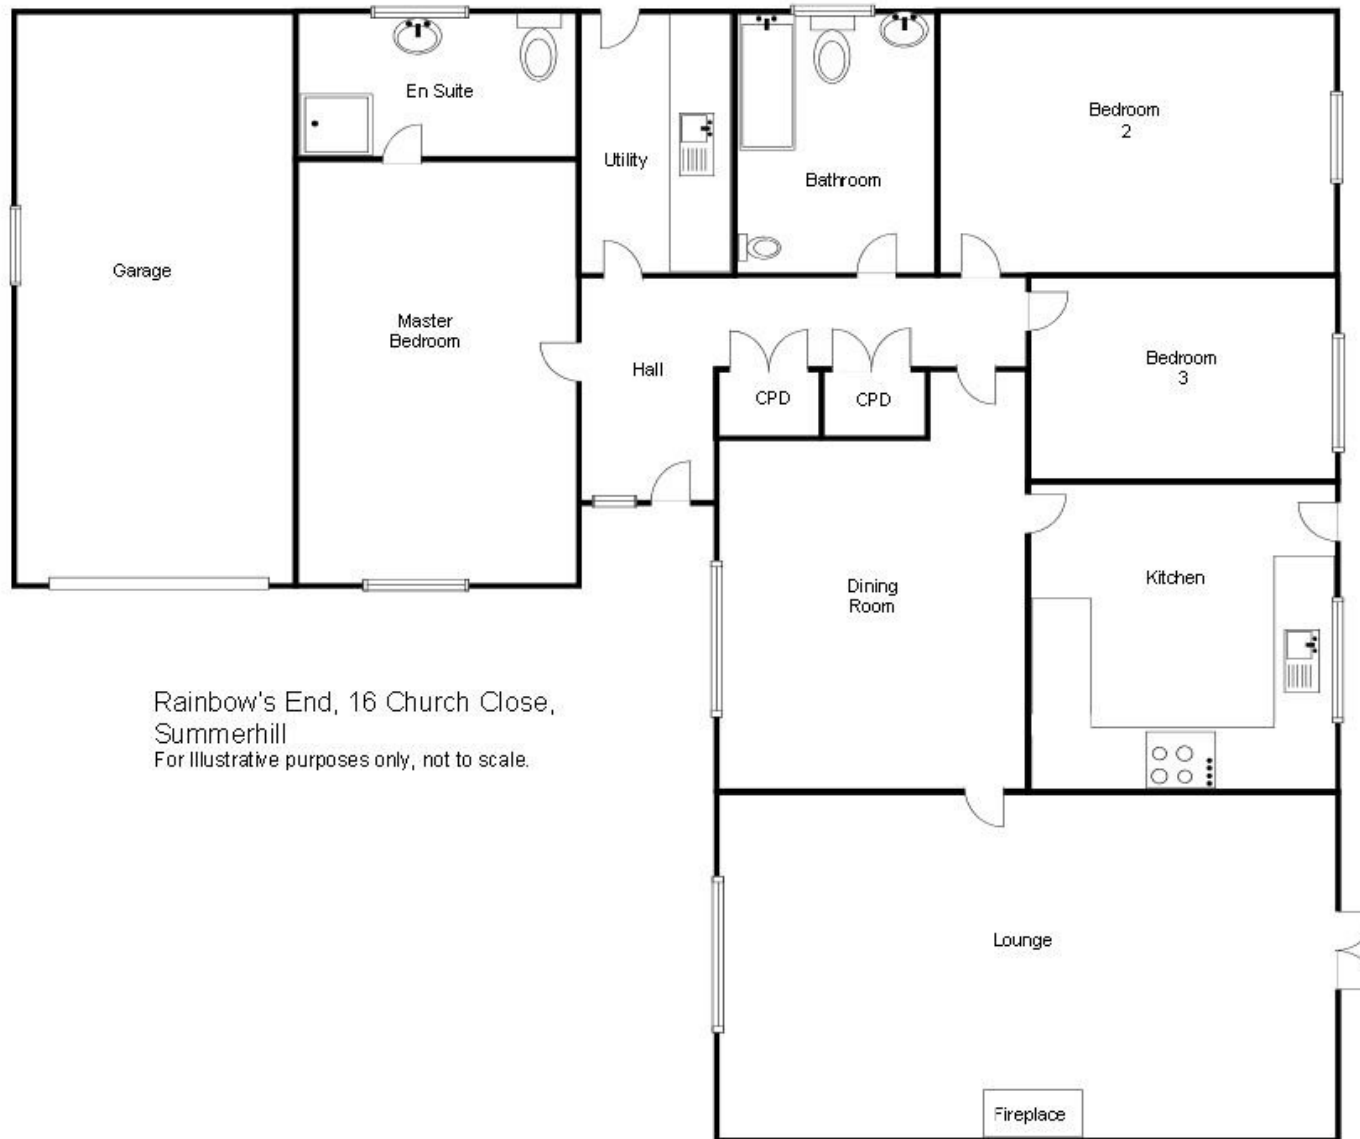 En Suite
Bedroom
2
Utility
Bathroom
Garage
Master
Bedroom
Hall
Bedroom
3
CPD
CPD
Dining
Room
Kitchen
Rainbow's End, 16 Church Close,
Summerhill
For Illustrative purposes only, not to scale.
Lounge
Fireplace